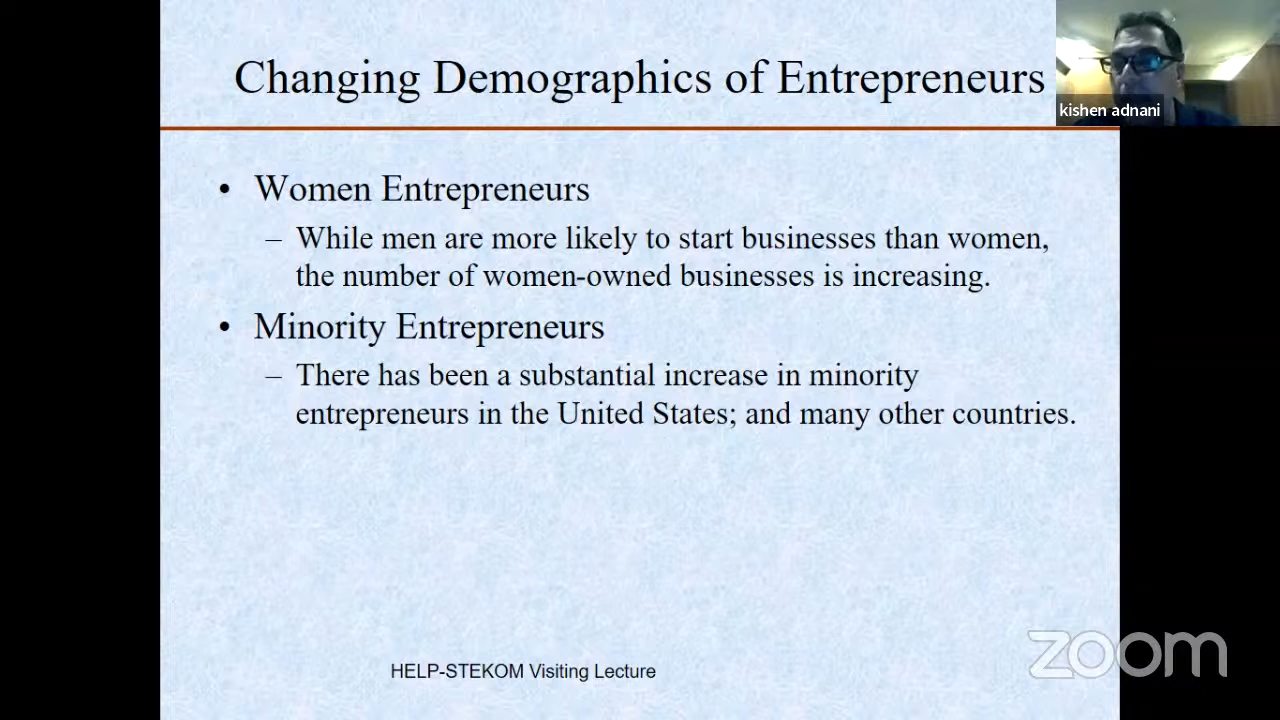 Changing Demographics of Entrepreneurs
kishen adnani
• Women Entrepreneurs
– While men are more likely to start businesses than women,
the number of women-owned businesses is increasing.
• Minority Entrepreneurs
– There has been a substantial increase in minority
entrepreneurs in the United States; and many other countries.
HELP-STEKOM Visiting Lecture
zoom